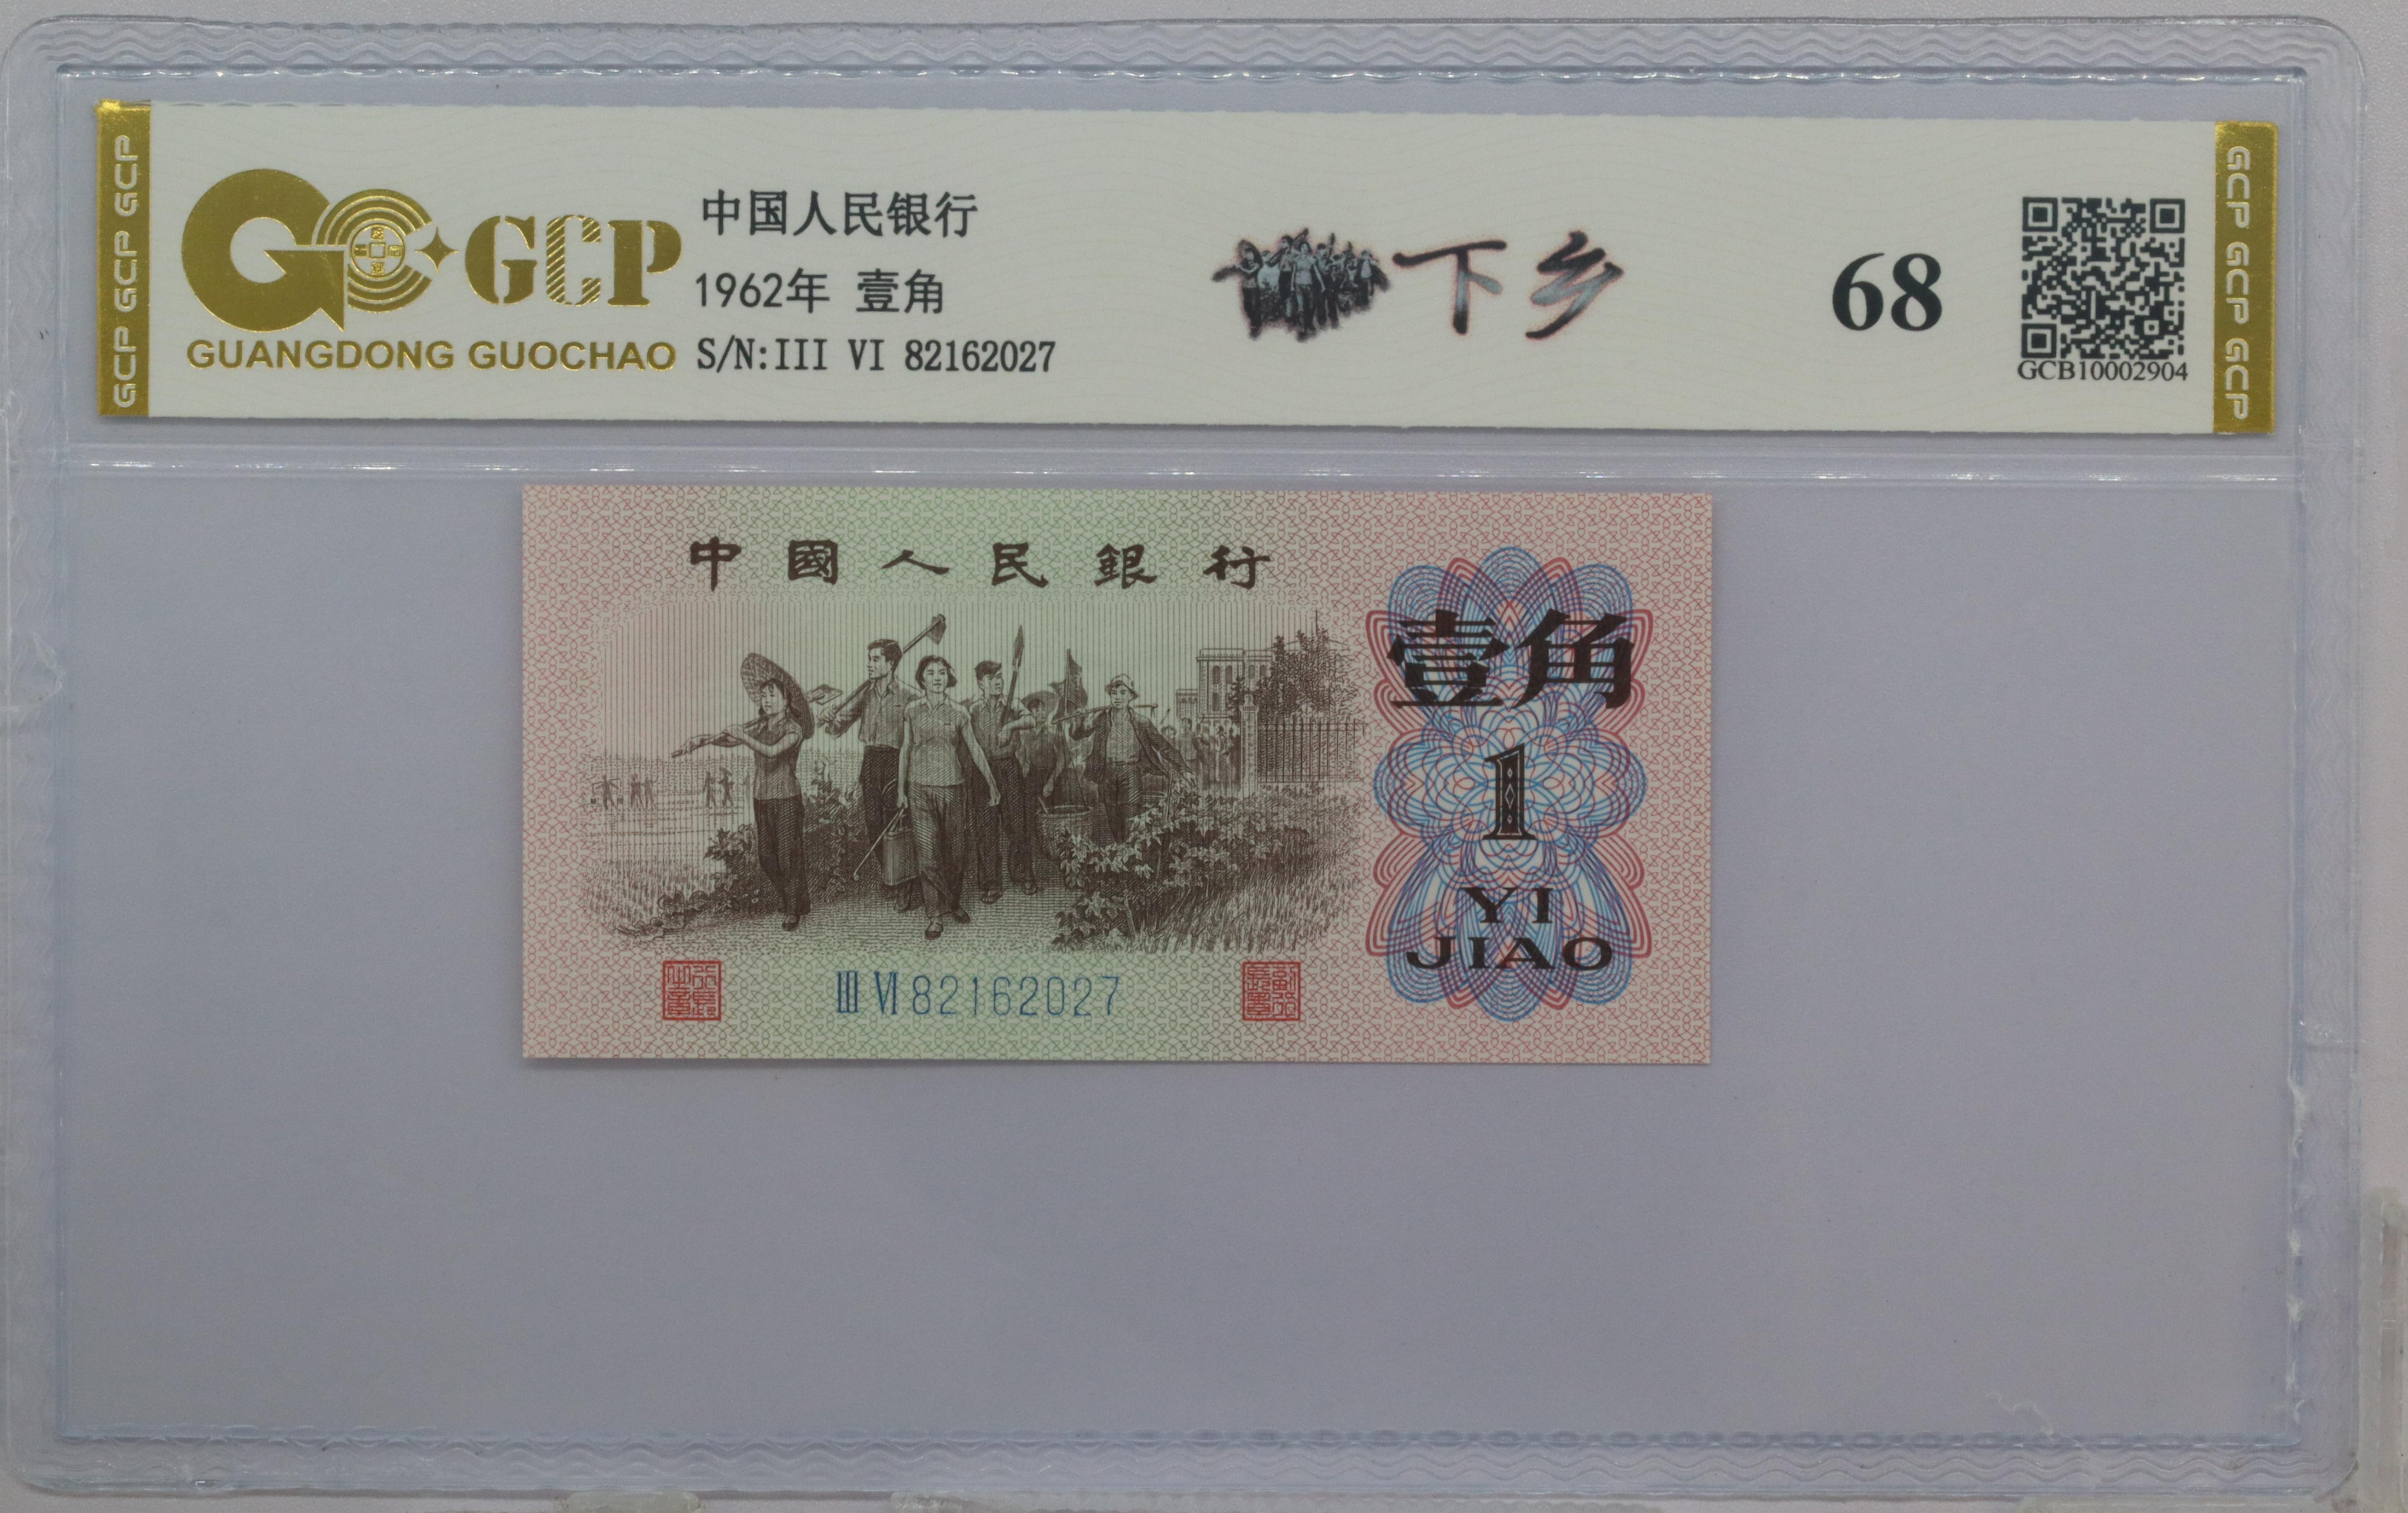 GCP GCP GCP
GCP
GUANGDONG GUOCHAO
中国人民银行
1962年 壹角
S/N:III VI 82162027
下乡
68
GCB10002904
GCP GCP GCP
中國人民銀行
壹角
1
YI
JIAO
III VI 82162027